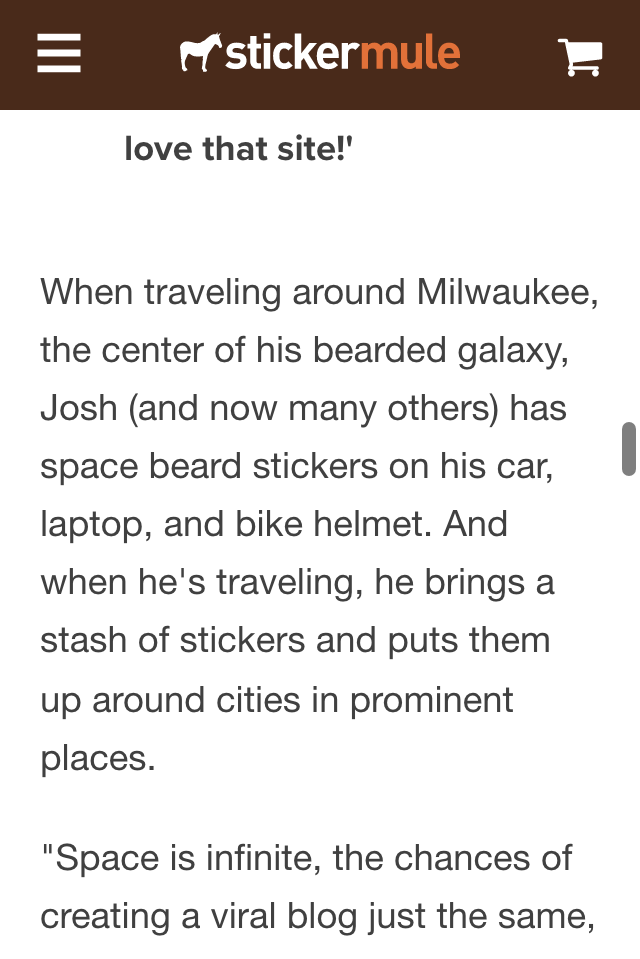 stickermule
love that site!'
When traveling around Milwaukee,
the center of his bearded galaxy,
Josh (and now many others) has
space beard stickers on his car,
laptop, and bike helmet. And
when he's traveling, he brings a
stash of stickers and puts them
up around cities in prominent
places.
"Space is infinite, the chances of
creating a viral blog just the same,